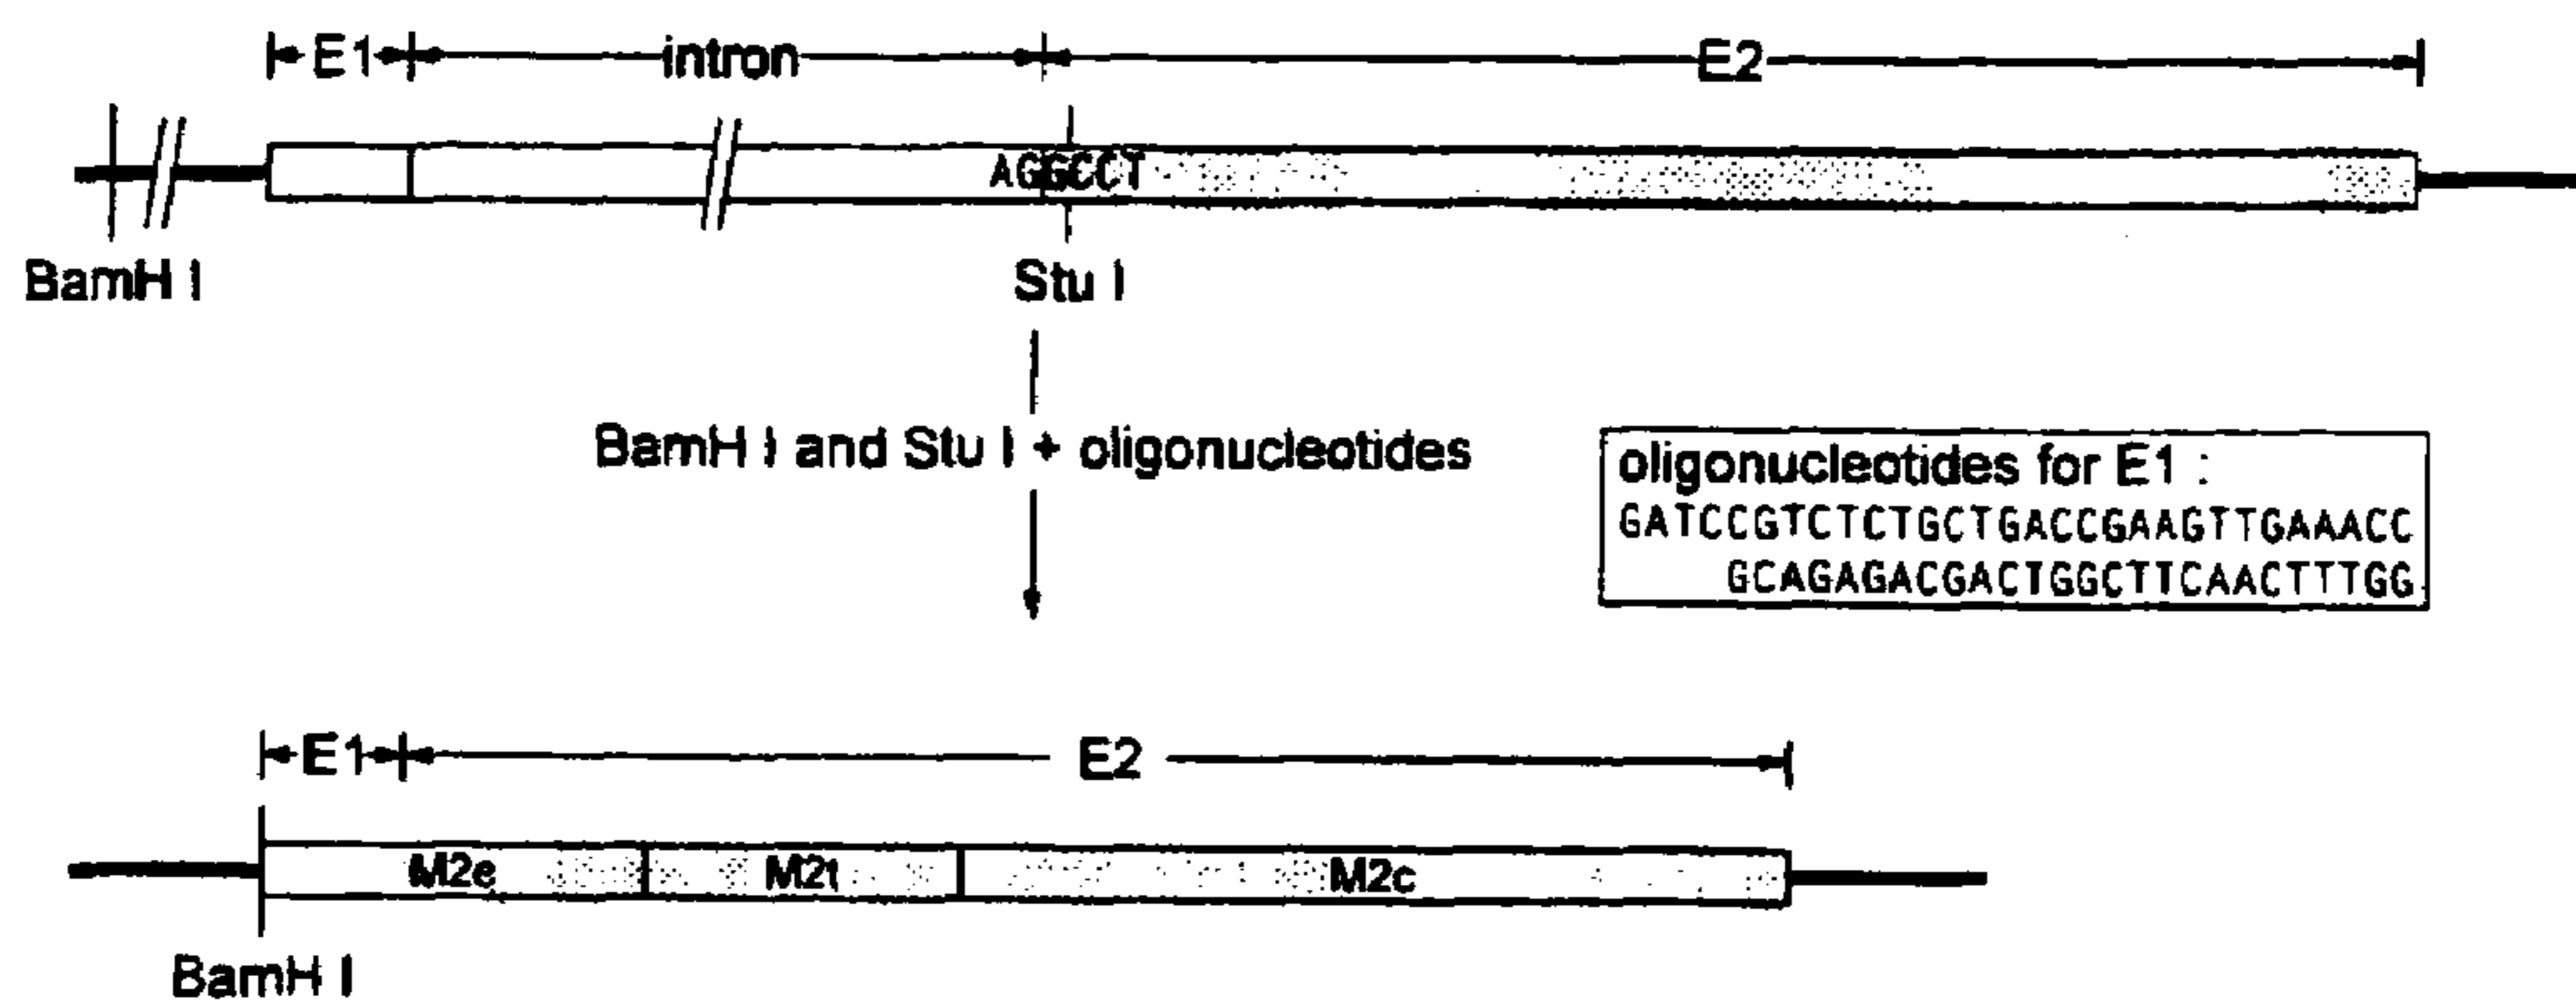 E1 intron E2
AGGCCT
BamH I Stu I
BamH I and Stu I + oligonucleotides
oligonucleotides for E1 :
GATCCGTCTCTGCTGACCGAAGTTGAAACC
GCAGAGACGACTGGCTTCAACTTTGG
E1 E2
M2e M2t M2c
BamH I